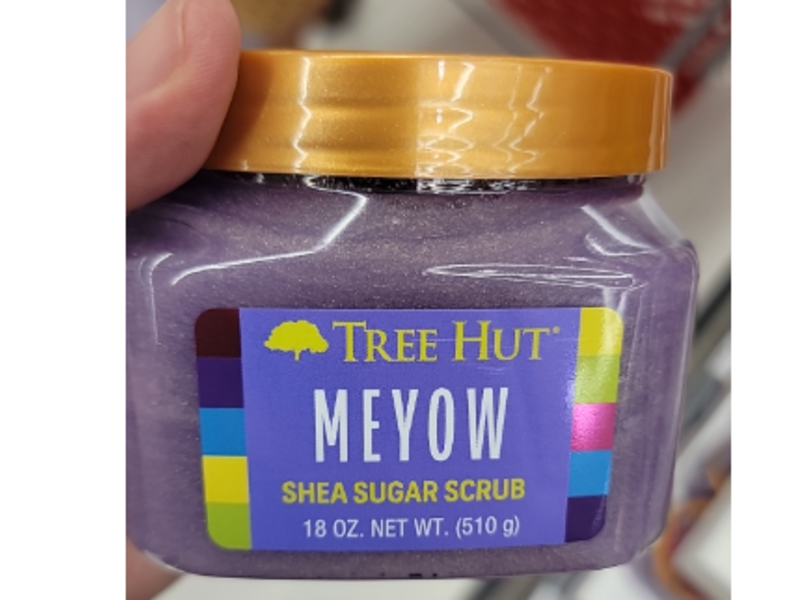 TREE HUT®
MEYOW
SHEA SUGAR SCRUB
18 OZ. NET WT. (510 g)